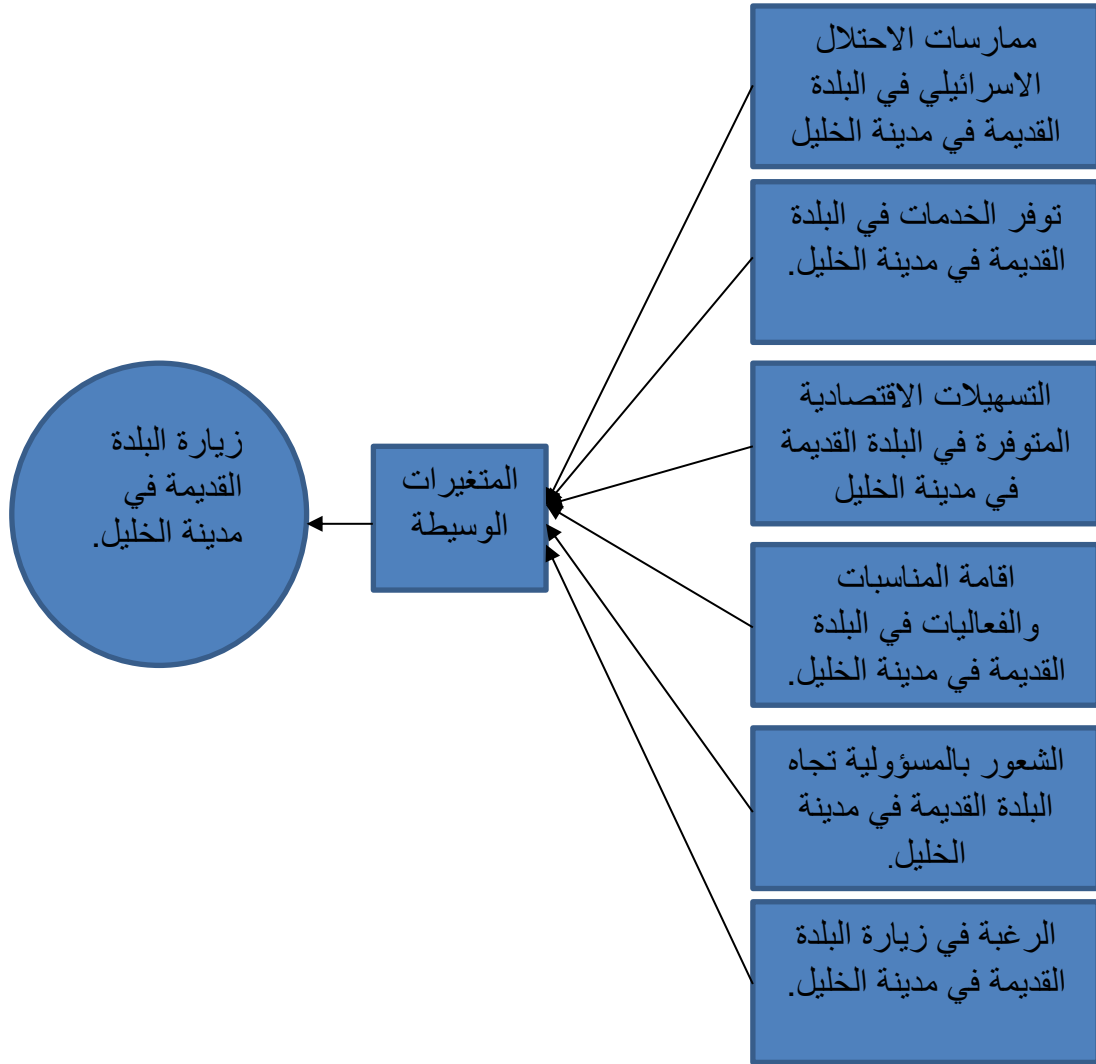 ممارسات الاحتلال
الاسرائيلي في البلدة
القديمة في مدينة الخليل
توفر الخدمات في البلدة
القديمة في مدينة الخليل.
التسهيلات الاقتصادية
المتوفرة في البلدة القديمة
في مدينة الخليل
اقامة المناسبات
والفعاليات في البلدة
القديمة في مدينة الخليل.
الشعور بالمسؤولية تجاه
البلدة القديمة في مدينة
الخليل.
الرغبة في زيارة البلدة
القديمة في مدينة الخليل.
المتغيرات
الوسيطة
زيارة البلدة
القديمة في
مدينة الخليل.